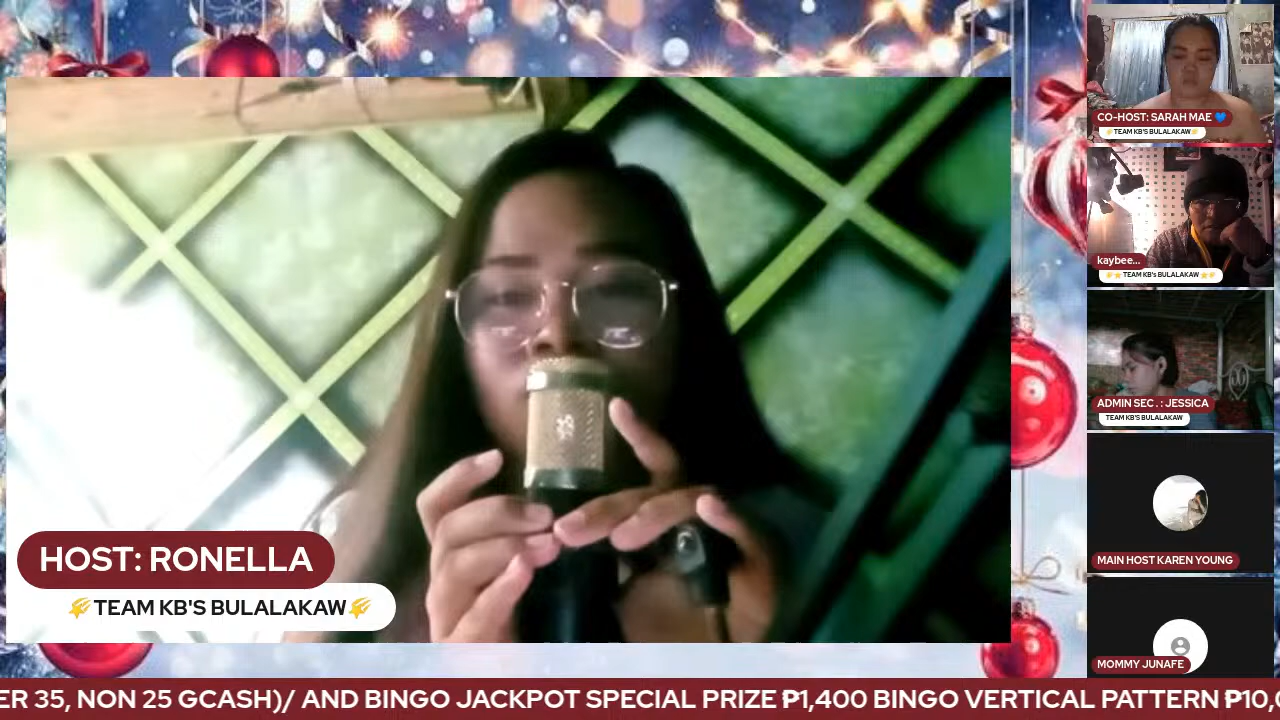 CO-HOST: SARAH MAE 💙
⚡TEAM KB'S BULALAKAW⚡
kaybee...
TEAM KB's BULALAKAW
ADMIN SEC . : JESSICA
TEAM KB'S BULALAKAW
MAIN HOST KAREN YOUNG
MOMMY JUNAFE
HOST: RONELLA
TEAM KB'S BULALAKAW
ER 35, NON 25 GCASH)/ AND BINGO JACKPOT SPECIAL PRIZE ₱1,400 BINGO VERTICAL PATTERN ₱10,0